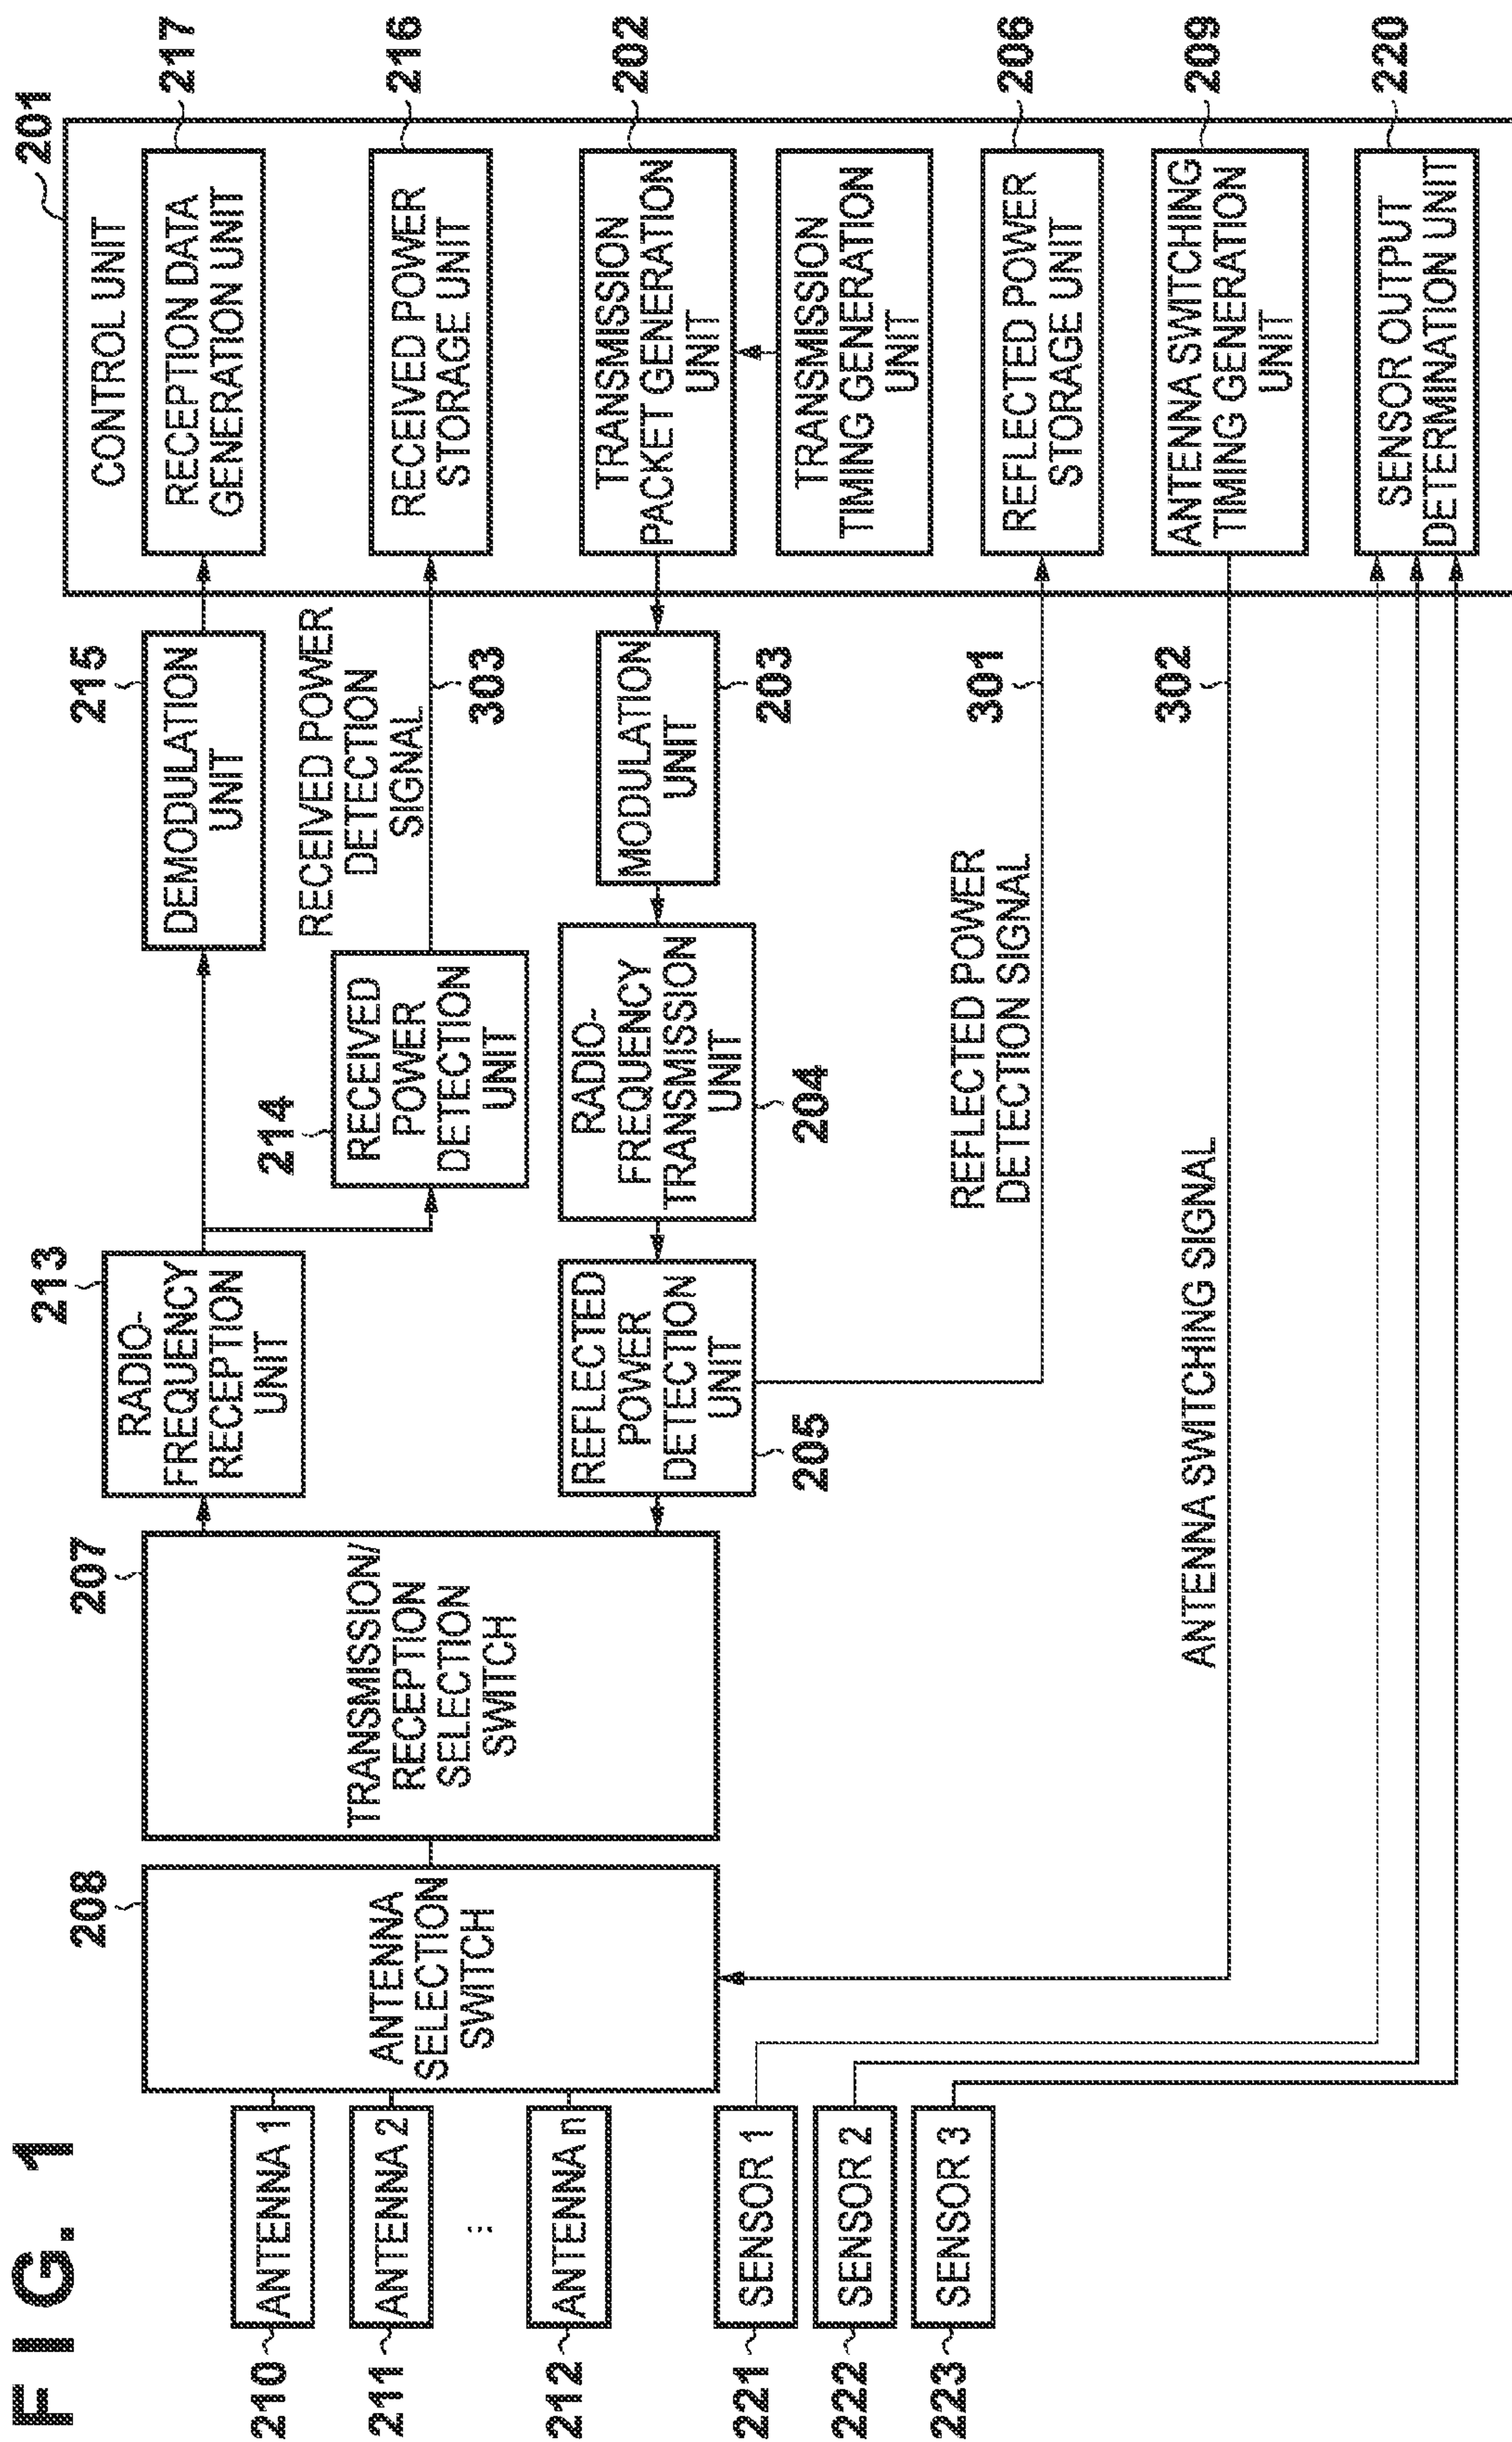 FIG. 1
201
CONTROL UNIT
217
RECEPTION DATA
GENERATION UNIT
216
RECEIVED POWER
STORAGE UNIT
202
TRANSMISSION
PACKET GENERATION
UNIT
TRANSMISSION
TIMING GENERATION
UNIT
206
REFLECTED POWER
STORAGE UNIT
209
ANTENNA SWITCHING
TIMING GENERATION
UNIT
220
SENSOR OUTPUT
DETERMINATION UNIT
215
DEMODULATION
UNIT
RECEIVED POWER
DETECTION
SIGNAL
303
MODULATION
UNIT
203
301
302
213
RADIO-
FREQUENCY
RECEPTION
UNIT
214
RECEIVED
POWER
DETECTION
UNIT
RADIO-
FREQUENCY
TRANSMISSION
UNIT
204
REFLECTED
POWER
DETECTION
UNIT
205
REFLECTED POWER
DETECTION SIGNAL
ANTENNA SWITCHING SIGNAL
207
TRANSMISSION/
RECEPTION
SELECTION
SWITCH
208
ANTENNA
SELECTION
SWITCH
210
ANTENNA 1
211
ANTENNA 2
...
212
ANTENNA n
221
SENSOR 1
222
SENSOR 2
223
SENSOR 3